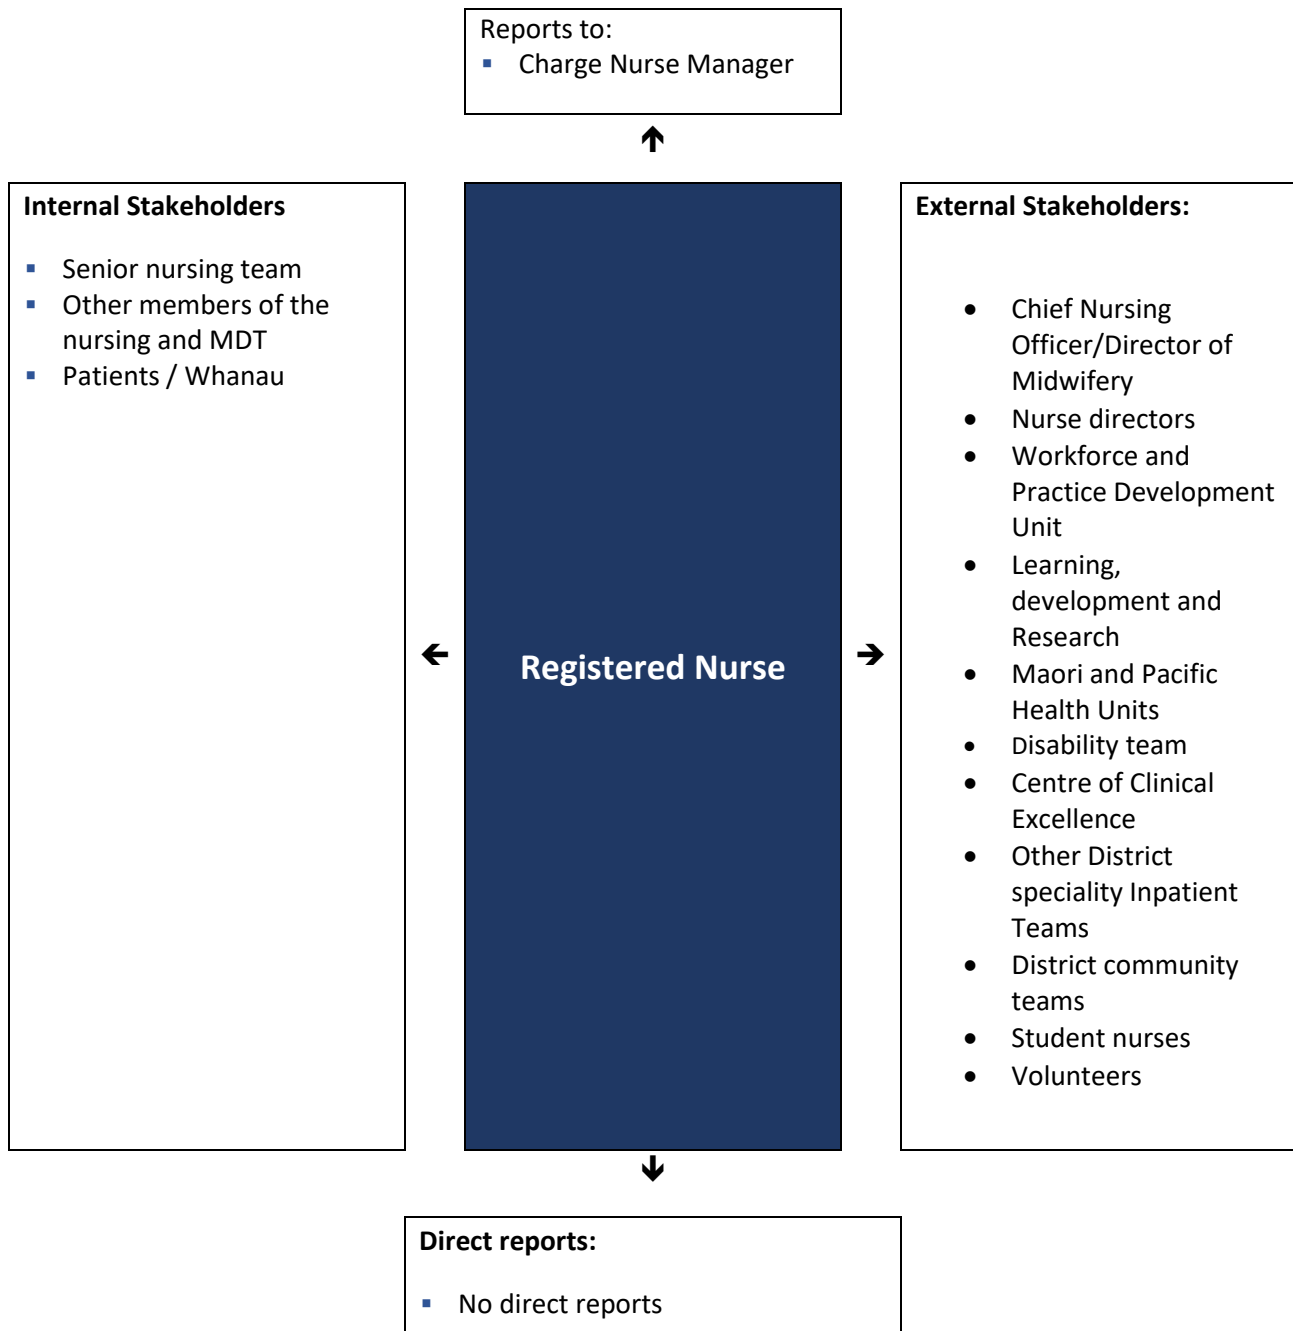 Reports to:
▪ Charge Nurse Manager
Internal Stakeholders
▪ Senior nursing team
▪ Other members of the
nursing and MDT
▪ Patients / Whanau
Registered Nurse
External Stakeholders:
• Chief Nursing
Officer/Director of
Midwifery
• Nurse directors
• Workforce and
Practice Development
Unit
• Learning,
development and
Research
• Maori and Pacific
Health Units
• Disability team
• Centre of Clinical
Excellence
• Other District
speciality Inpatient
Teams
• District community
teams
• Student nurses
• Volunteers
Direct reports:
▪ No direct reports